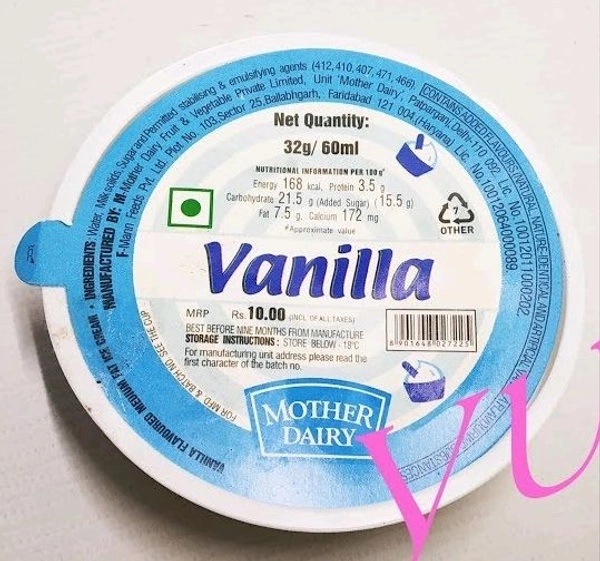 Net Quantity:
32g/ 60ml
NUTRITIONAL INFORMATION PER 100 g*
Energy 168 kcal, Protein 3.5 g
Carbohydrate 21.5 g (Added Sugar) (15.5 g)
Fat 7.5 g, Calcium 172 mg
*Approximate value
7
OTHER
Vanilla
MRP Rs. 10.00 (INCL. OF ALL TAXES)
BEST BEFORE NINE MONTHS FROM MANUFACTURE
STORAGE INSTRUCTIONS: STORE BELOW -18°C
For manufacturing unit address please read the
first character of the batch no.
8 901648 027225
MOTHER
DAIRY
VANILLA FLAVOURED MEDIUM FAT ICE CREAM • INGREDIENTS: Water, Milk solids, Sugar and Permitted stabilising & emulsifying agents (412, 410, 407, 471, 466).
CONTAINS ADDED FLAVOURS (NATURAL, NATURE-IDENTICAL AND ARTIFICIAL
SUBSTANCES)
MANUFACTURED BY: M: Mother Dairy Fruit & Vegetable Private Limited, Unit 'Mother Dairy', Patparganj, Delhi-110 092. Lic. No. 10012011000202
F-Mann Feeds Pvt. Ltd. Plot No. 103, Sector 25, Ballabhgarh, Faridabad 121 004 (Haryana) Lic. No. 10012064000089.
FOR MFD. & BATCH NO. SEE THE CUP
VU